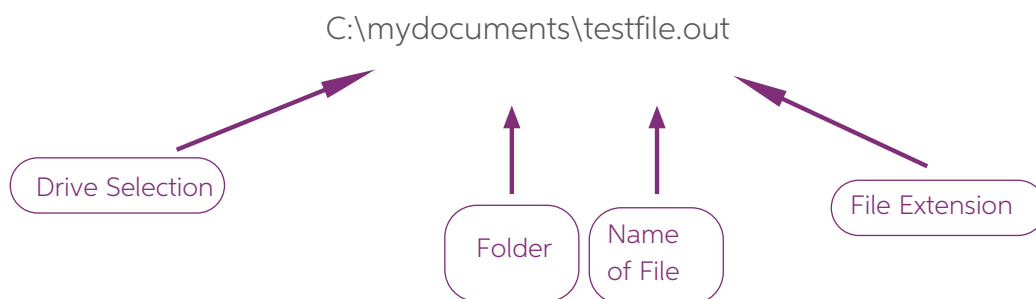 C:\mydocuments\testfile.out
Drive Selection
Folder
Name
of File
File Extension